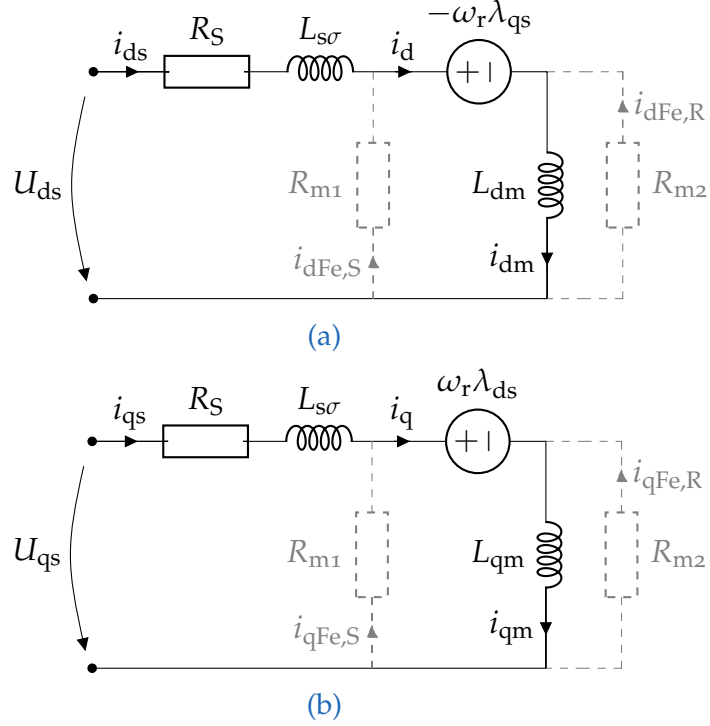 −ω_r λ_qs
i_ds R_S L_sσ i_d
+ −
i_dFe,R
U_ds R_m1 L_dm R_m2
i_dFe,S i_dm
(a)
ω_r λ_ds
i_qs R_S L_sσ i_q
+ −
i_qFe,R
U_qs R_m1 L_qm R_m2
i_qFe,S i_qm
(b)